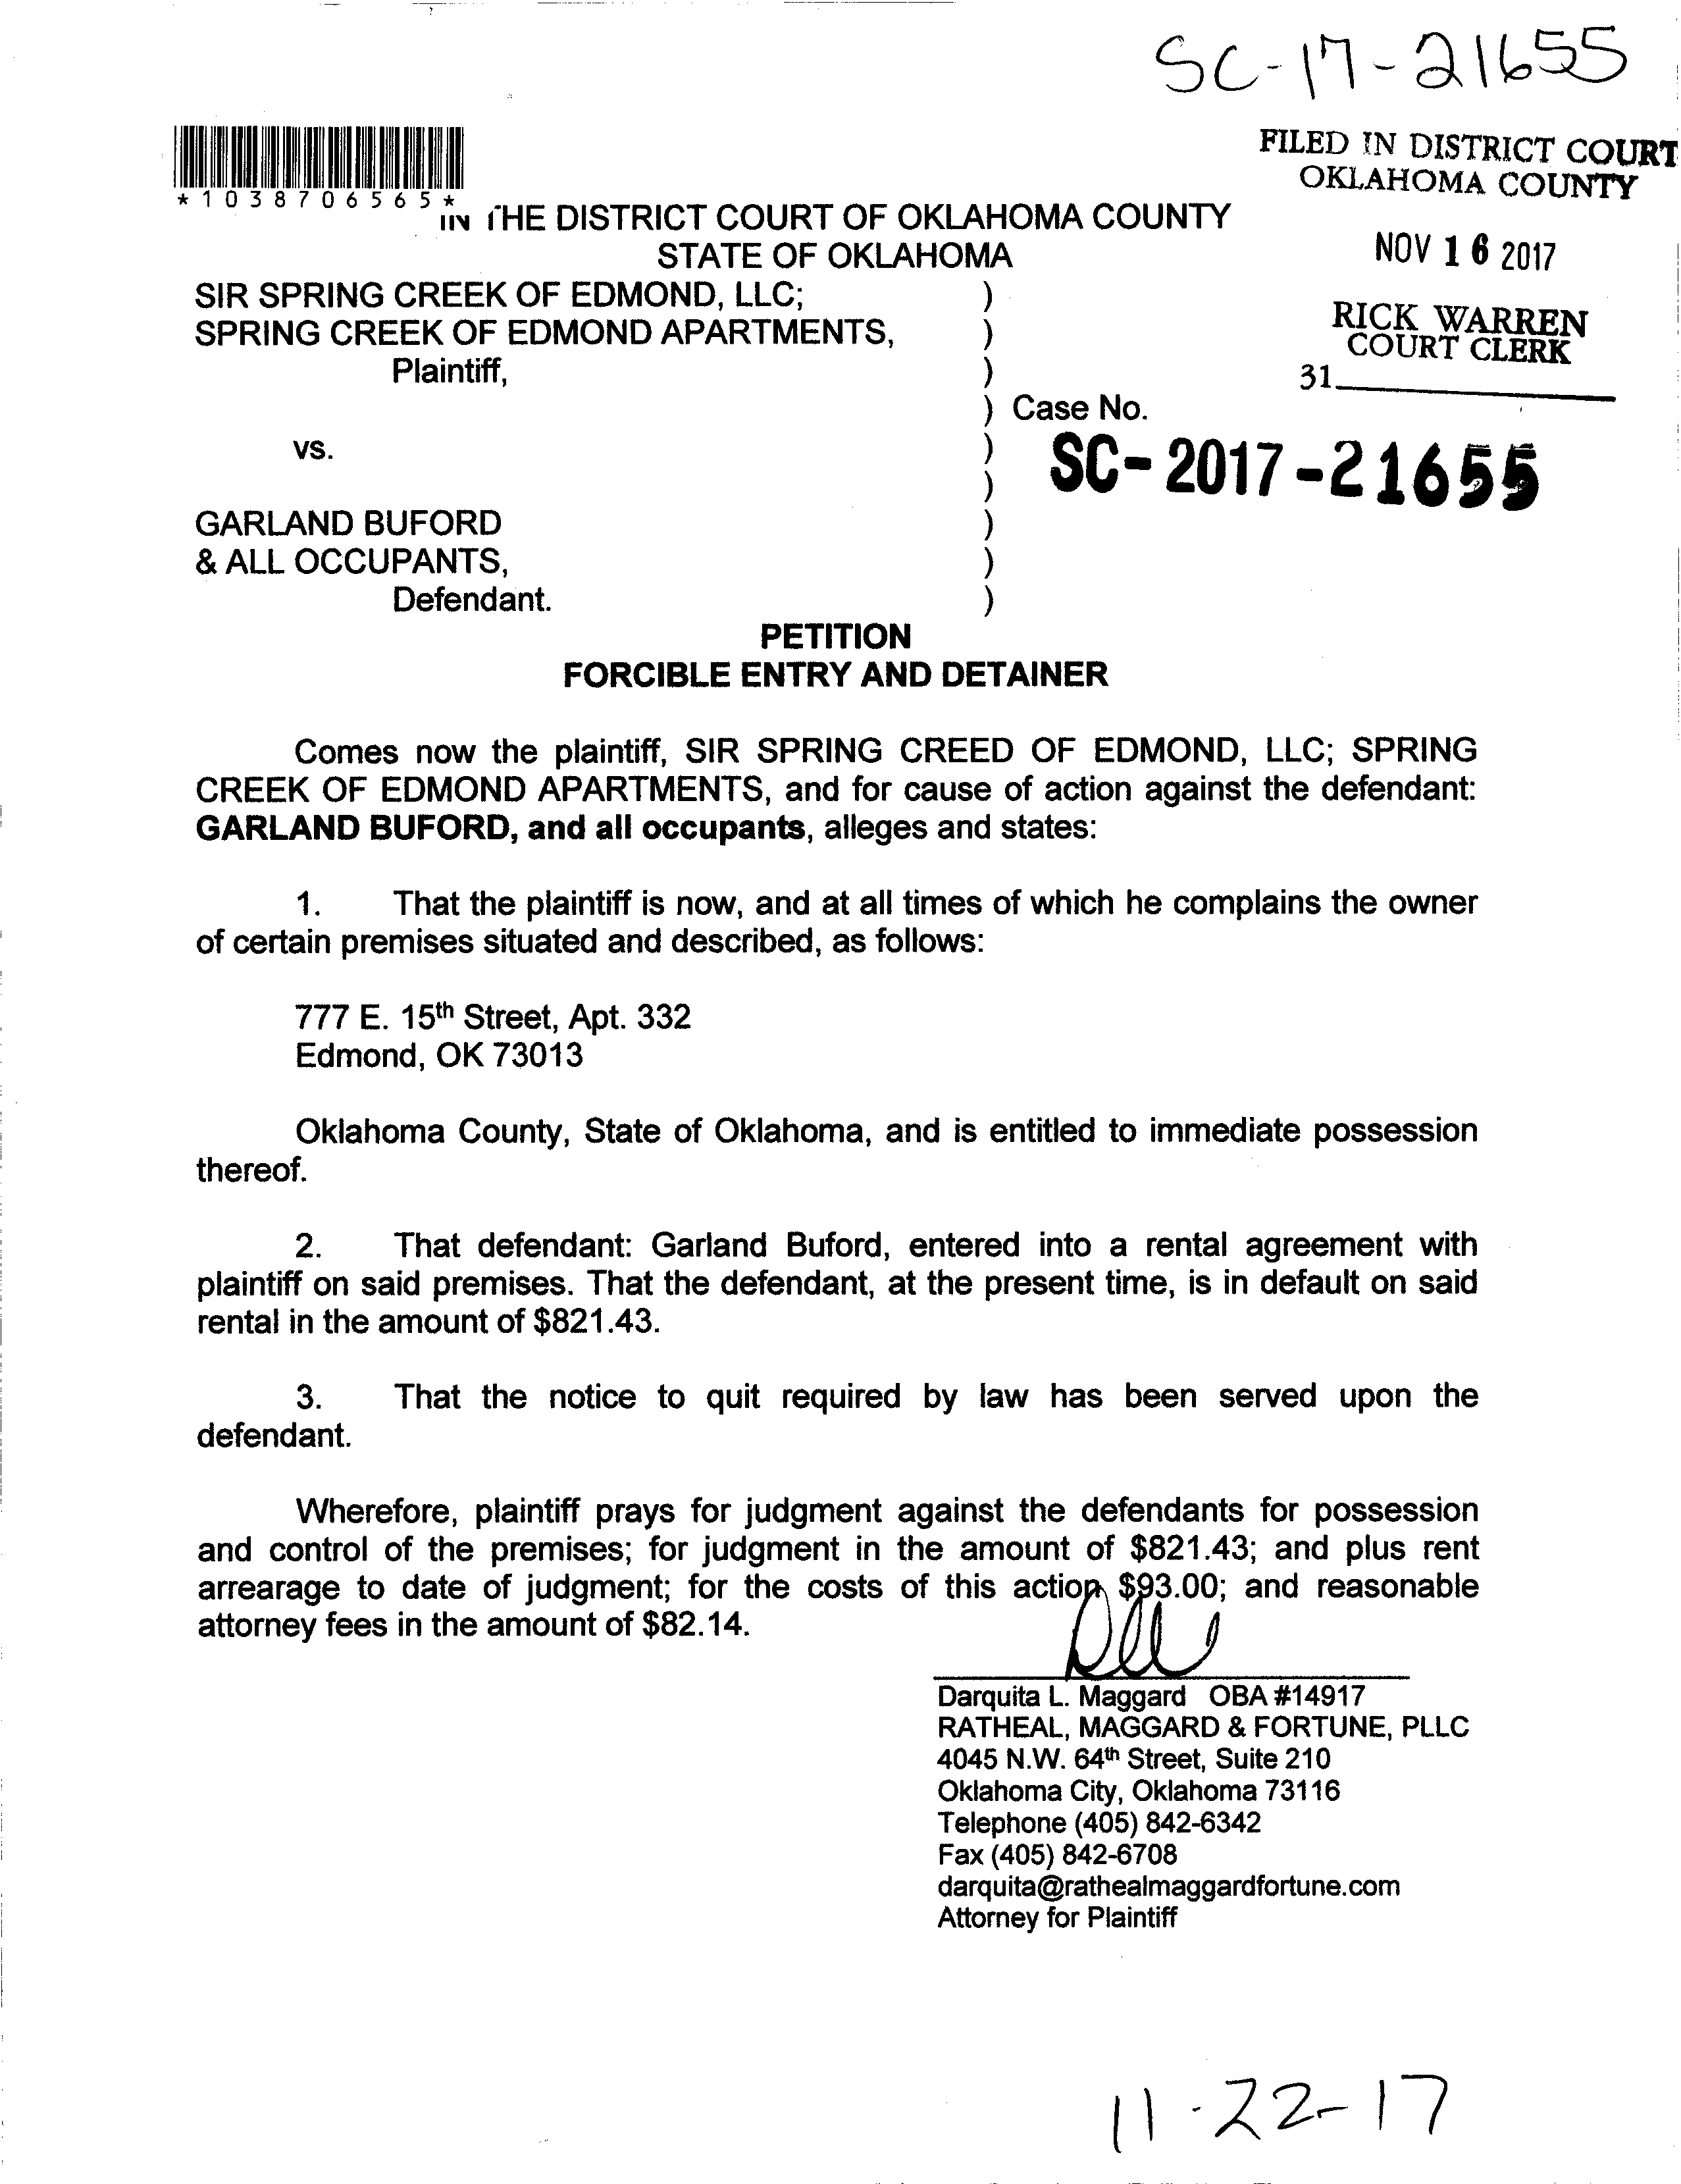 SC-17-21655
*1038706565*
FILED IN DISTRICT COURT
OKLAHOMA COUNTY
IN THE DISTRICT COURT OF OKLAHOMA COUNTY
STATE OF OKLAHOMA
NOV 16 2017
SIR SPRING CREEK OF EDMOND, LLC; )
SPRING CREEK OF EDMOND APARTMENTS, )
RICK WARREN
COURT CLERK
Plaintiff, )
31
) Case No.
vs. )
SC-2017-21655
)
GARLAND BUFORD )
& ALL OCCUPANTS, )
Defendant. )
PETITION
FORCIBLE ENTRY AND DETAINER
Comes now the plaintiff, SIR SPRING CREED OF EDMOND, LLC; SPRING
CREEK OF EDMOND APARTMENTS, and for cause of action against the defendant:
GARLAND BUFORD, and all occupants, alleges and states:
1. That the plaintiff is now, and at all times of which he complains the owner
of certain premises situated and described, as follows:
777 E. 15th Street, Apt. 332
Edmond, OK 73013
Oklahoma County, State of Oklahoma, and is entitled to immediate possession
thereof.
2. That defendant: Garland Buford, entered into a rental agreement with
plaintiff on said premises. That the defendant, at the present time, is in default on said
rental in the amount of $821.43.
3. That the notice to quit required by law has been served upon the
defendant.
Wherefore, plaintiff prays for judgment against the defendants for possession
and control of the premises; for judgment in the amount of $821.43; and plus rent
arrearage to date of judgment; for the costs of this action $93.00; and reasonable
attorney fees in the amount of $82.14.
Darquita L. Maggard OBA #14917
RATHEAL, MAGGARD & FORTUNE, PLLC
4045 N.W. 64th Street, Suite 210
Oklahoma City, Oklahoma 73116
Telephone (405) 842-6342
Fax (405) 842-6708
darquita@rathealmaggardfortune.com
Attorney for Plaintiff
11-22-17